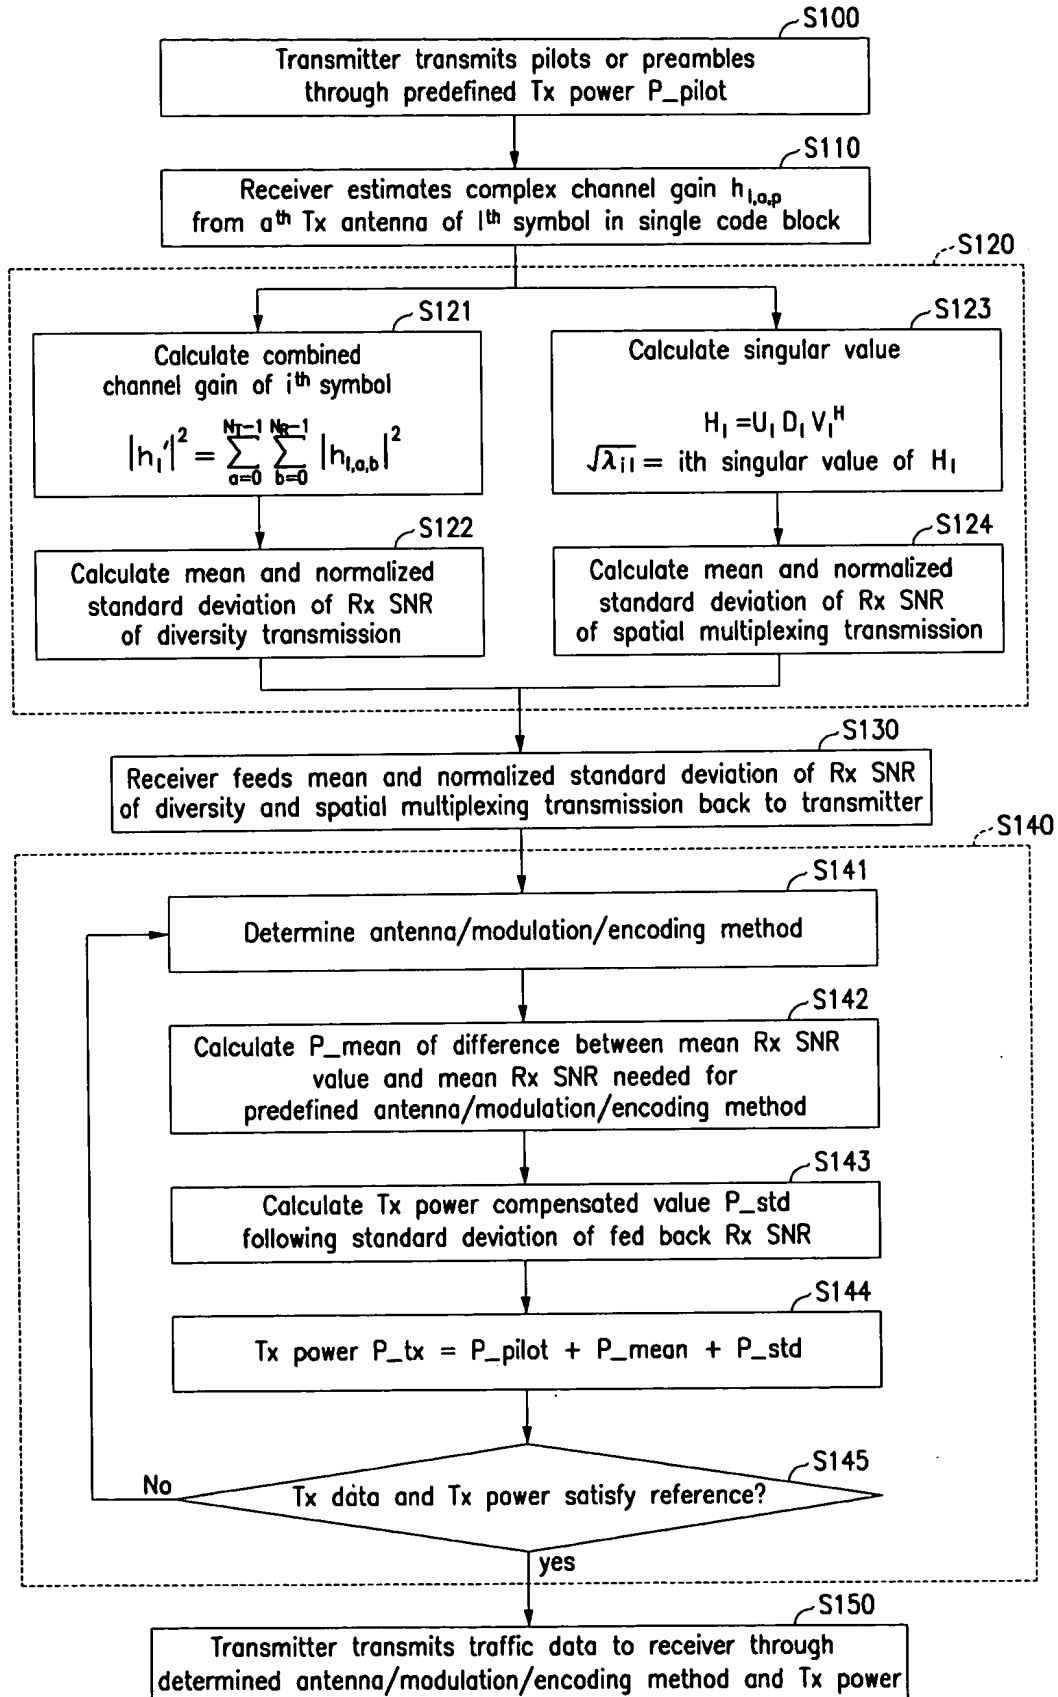 S100
Transmitter transmits pilots or preambles
through predefined Tx power P_pilot
S110
Receiver estimates complex channel gain h_{l,a,p}
from a^{th} Tx antenna of l^{th} symbol in single code block
S120
S121
Calculate combined
channel gain of i^{th} symbol
|h_l'|^2 = \sum_{a=0}^{N_T-1} \sum_{b=0}^{N_R-1} |h_{l,a,b}|^2
S123
Calculate singular value
H_l = U_l D_l V_l^H
\sqrt{λ_{il}} = ith singular value of H_l
S122
Calculate mean and normalized
standard deviation of Rx SNR
of diversity transmission
S124
Calculate mean and normalized
standard deviation of Rx SNR
of spatial multiplexing transmission
S130
Receiver feeds mean and normalized standard deviation of Rx SNR
of diversity and spatial multiplexing transmission back to transmitter
S140
S141
Determine antenna/modulation/encoding method
S142
Calculate P_mean of difference between mean Rx SNR
value and mean Rx SNR needed for
predefined antenna/modulation/encoding method
S143
Calculate Tx power compensated value P_std
following standard deviation of fed back Rx SNR
S144
Tx power P_tx = P_pilot + P_mean + P_std
S145
Tx data and Tx power satisfy reference?
No
yes
S150
Transmitter transmits traffic data to receiver through
determined antenna/modulation/encoding method and Tx power